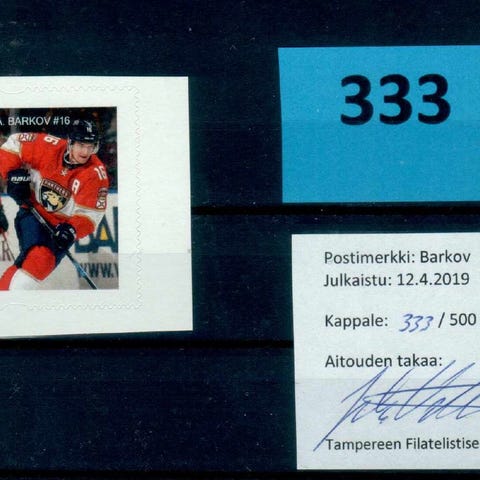 A. BARKOV #16
333
Postimerkki: Barkov
Julkaistu: 12.4.2019
Kappale: 333 / 500
Aitouden takaa:
Tampereen Filatelistise